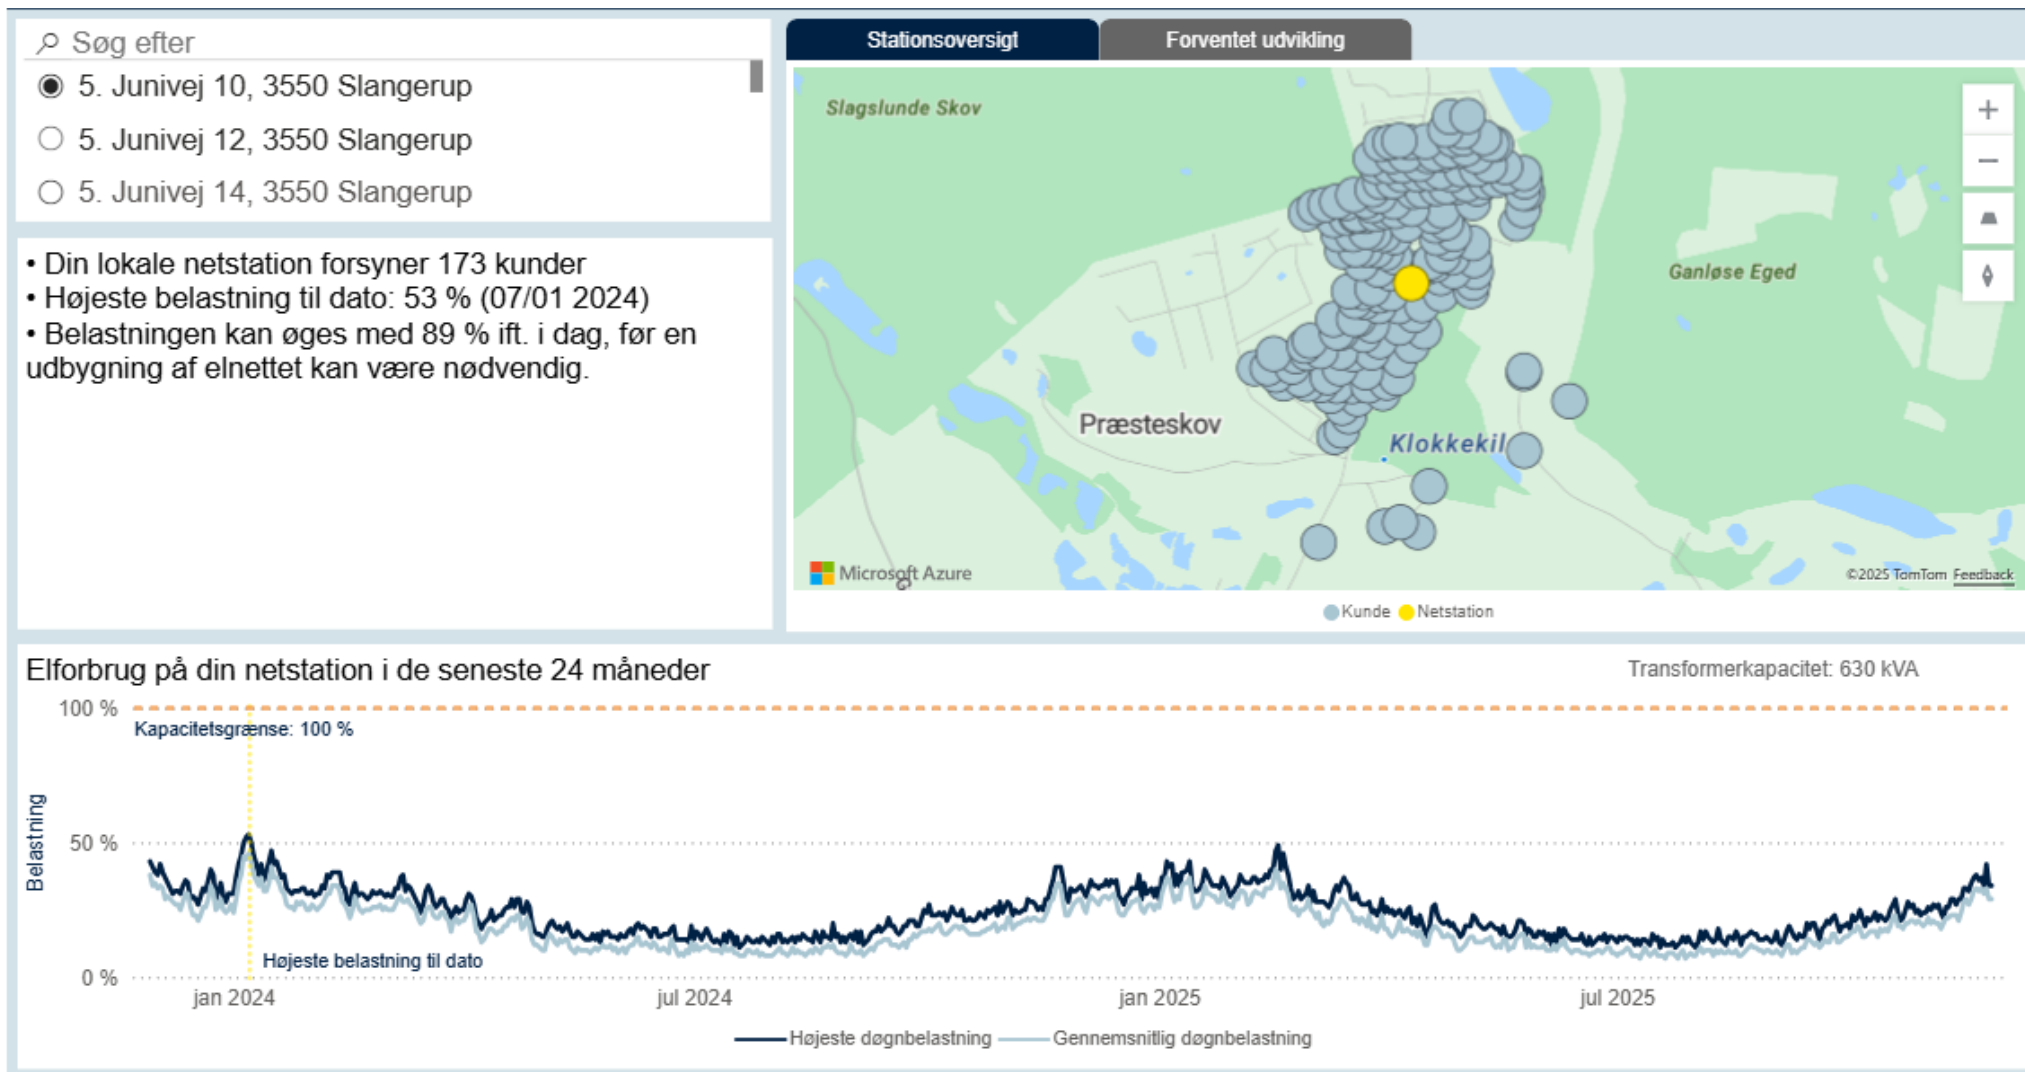 Søg efter
5. Junivej 10, 3550 Slangerup
5. Junivej 12, 3550 Slangerup
5. Junivej 14, 3550 Slangerup
• Din lokale netstation forsyner 173 kunder
• Højeste belastning til dato: 53 % (07/01 2024)
• Belastningen kan øges med 89 % ift. i dag, før en
udbygning af elnettet kan være nødvendig.
Stationsoversigt
Forventet udvikling
Slagslunde Skov
Ganløse Eged
Præsteskov
Klokkekil
Microsoft Azure
©2025 TomTom Feedback
Kunde Netstation
Elforbrug på din netstation i de seneste 24 måneder
Transformerkapacitet: 630 kVA
100 %
Kapacitetsgrænse: 100 %
Belastning
50 %
Højeste belastning til dato
0 %
jan 2024 jul 2024 jan 2025 jul 2025
Højeste døgnbelastning Gennemsnitlig døgnbelastning